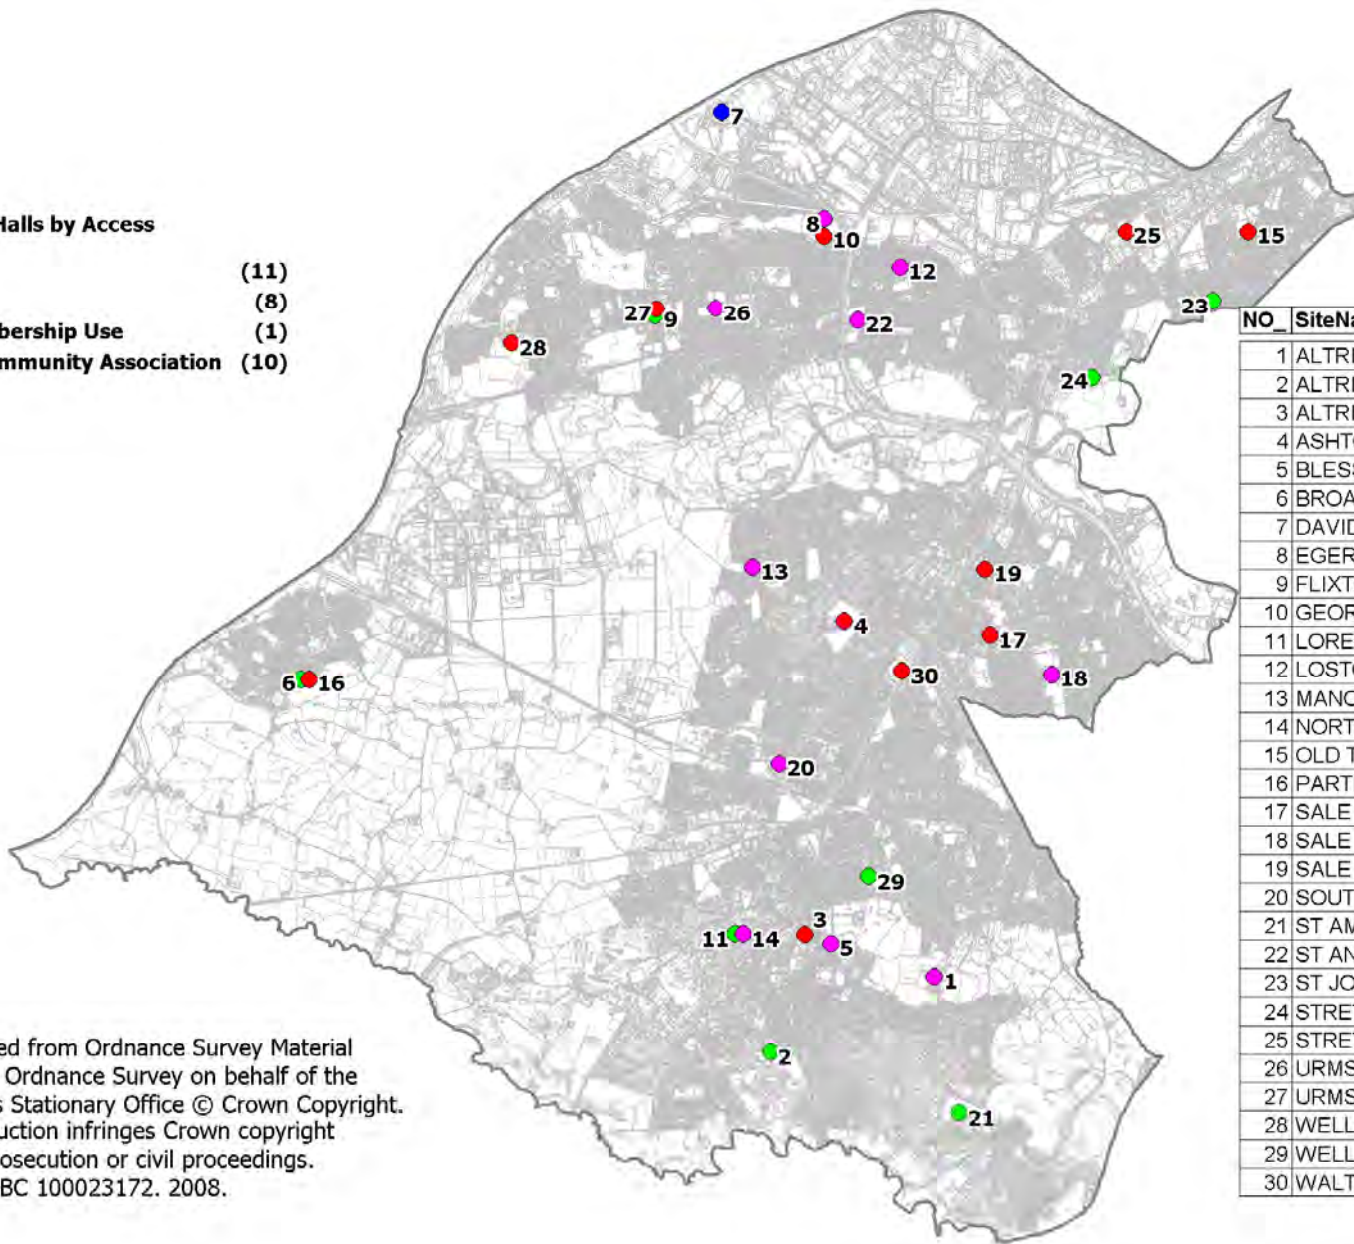 Halls by Access
(11)
(8)
bership Use (1)
mmunity Association (10)
7
8
10
12
25
15
23
27
9
26
22
28
24
13
19
4
17
6
16
30
18
20
29
11
14
3
5
1
2
21
NO_ SiteNa
1 ALTRI
2 ALTRI
3 ALTRI
4 ASHT
5 BLES
6 BROA
7 DAVID
8 EGER
9 FLIXT
10 GEOR
11 LORE
12 LOST
13 MANO
14 NORT
15 OLD T
16 PART
17 SALE
18 SALE
19 SALE
20 SOUT
21 ST AM
22 ST AN
23 ST JO
24 STRE
25 STRE
26 URMS
27 URMS
28 WELL
29 WELL
30 WALT
ed from Ordnance Survey Material
Ordnance Survey on behalf of the
s Stationary Office © Crown Copyright.
uction infringes Crown copyright
osecution or civil proceedings.
BC 100023172. 2008.